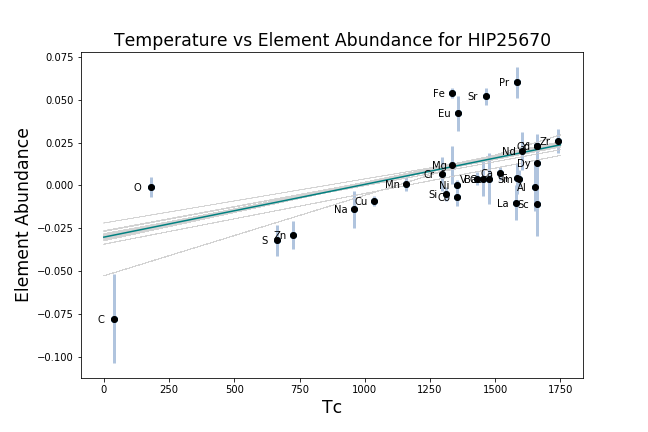 Temperature vs Element Abundance for HIP25670
0.075
0.050
0.025
0.000
−0.025
−0.050
−0.075
−0.100
Element Abundance
Pr
Fe
Sr
Eu
Zr
Nd
Mg
Dy
Cr
Ca
Mn
Ni
Al
O
Si
Cu
La
Sc
Na
S
Zn
C
0
250
500
750
1000
1250
1500
1750
Tc